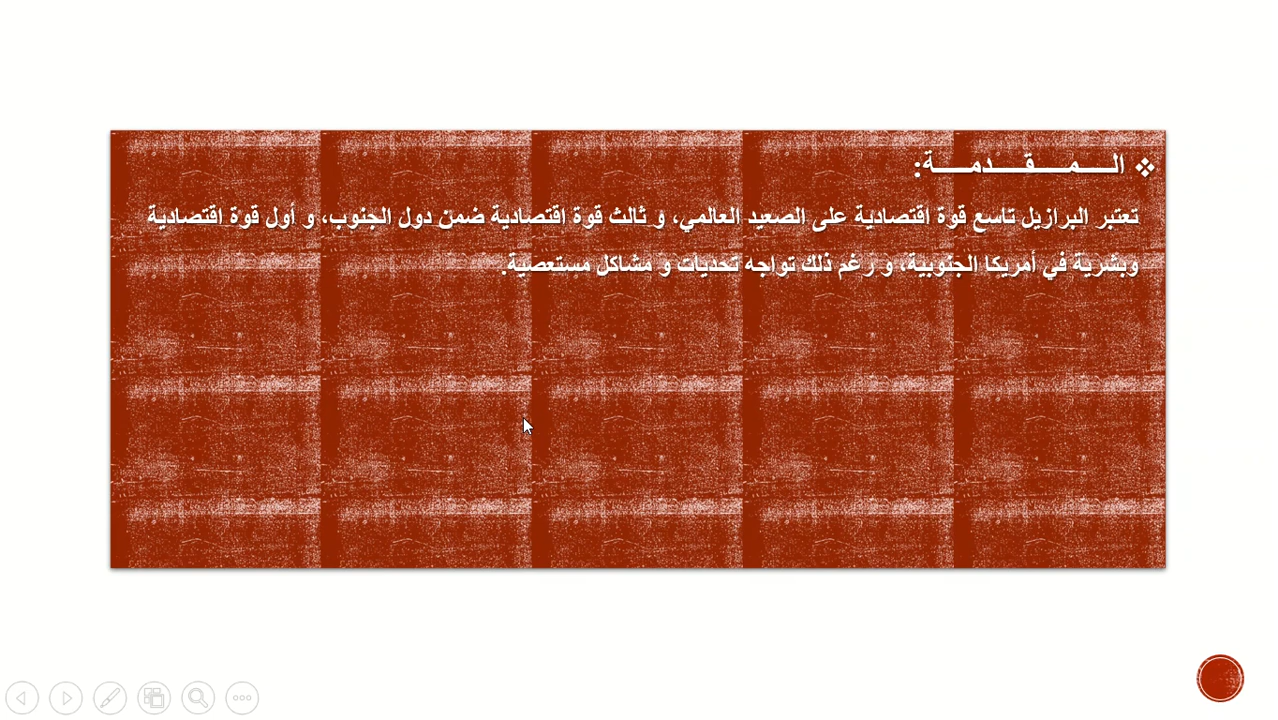 ❖ الـــمـــقـــدمـــة:
تعتبر البرازيل تاسع قوة اقتصادية على الصعيد العالمي، و ثالث قوة اقتصادية ضمن دول الجنوب، و أول قوة اقتصادية
وبشرية في أمريكا الجنوبية، و رغم ذلك تواجه تحديات و مشاكل مستعصية.